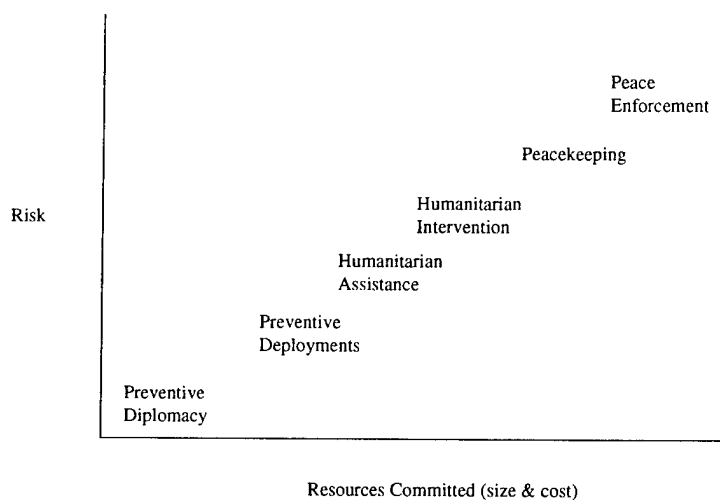 Peace
Enforcement
Peacekeeping
Risk
Humanitarian
Intervention
Humanitarian
Assistance
Preventive
Deployments
Preventive
Diplomacy
Resources Committed (size & cost)